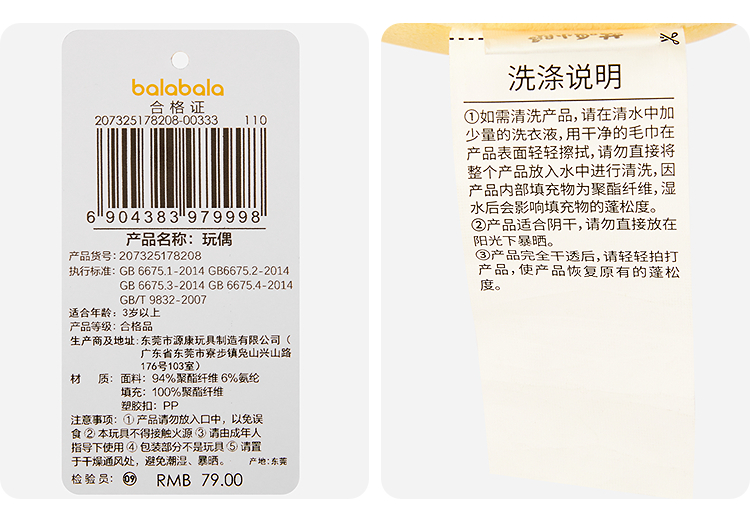 balabala
合格证
207325178208-00333 110
6 904383 979998
产品名称：玩偶
产品货号：207325178208
执行标准：GB 6675.1-2014 GB6675.2-2014
GB 6675.3-2014 GB 6675.4-2014
GB/T 9832-2007
适合年龄：3岁以上
产品等级：合格品
生产商及地址：东莞市源康玩具制造有限公司（
广东省东莞市寮步镇凫山兴山路
176号103室）
材 质：面料：94%聚酯纤维 6%氨纶
填充：100%聚酯纤维
塑胶扣：PP
注意事项：① 产品请勿放入口中，以免误
食 ② 本玩具不得接触火源 ③ 请由成年人
指导下使用 ④ 包装部分不是玩具 ⑤ 请置
于干燥通风处，避免潮湿、暴晒。 产地：东莞
检验员：09 RMB 79.00
洗涤说明
①如需清洗产品，请在清水中加
少量的洗衣液，用干净的毛巾在
产品表面轻轻擦拭，请勿直接将
整个产品放入水中进行清洗，因
产品内部填充物为聚酯纤维，湿
水后会影响填充物的蓬松度。
②产品适合阴干，请勿直接放在
阳光下暴晒。
③产品完全干透后，请轻轻拍打
产品，使产品恢复原有的蓬松
度。